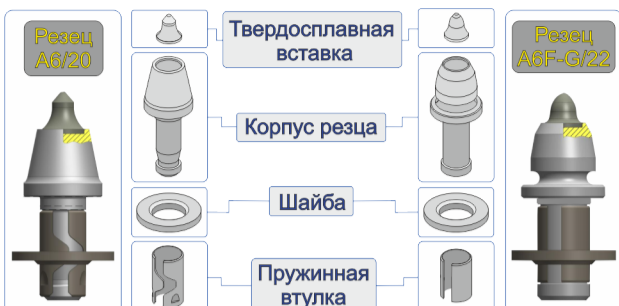 Резец
А6/20
Твердосплавная
вставка
Резец
А6F-G/22
Корпус резца
Шайба
Пружинная
втулка